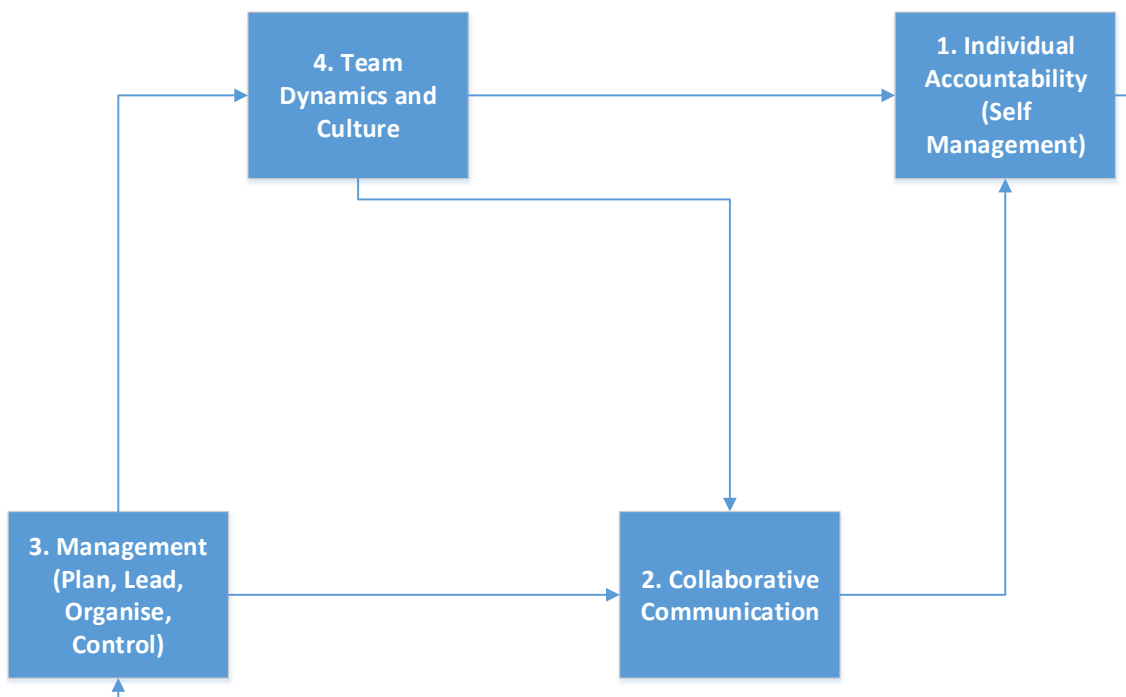 4. Team
Dynamics and
Culture
1. Individual
Accountability
(Self
Management)
3. Management
(Plan, Lead,
Organise,
Control)
2. Collaborative
Communication